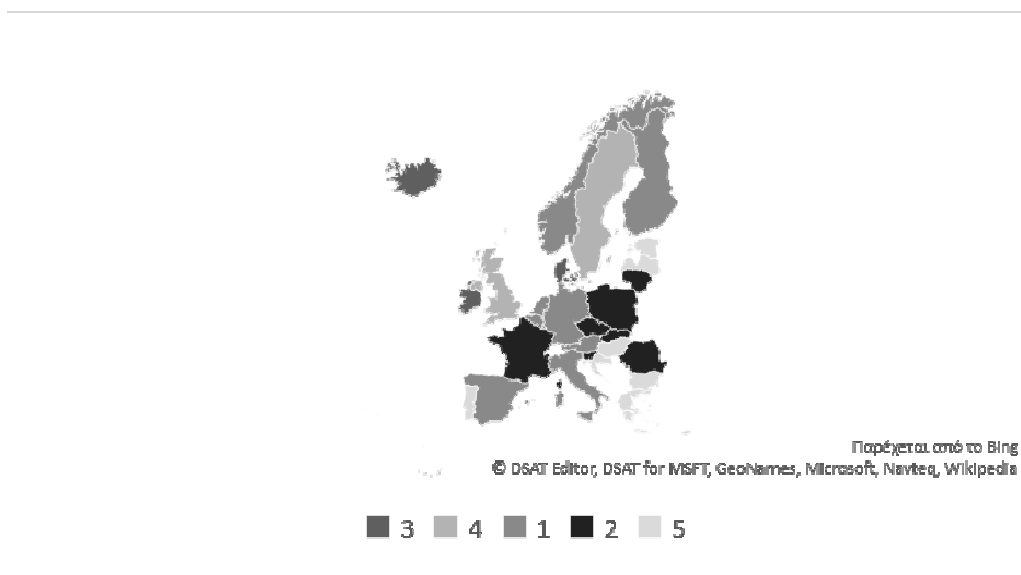 Παρέχεται από το Bing
© DSAT Editor, DSAT for MSFT, GeoNames, Microsoft, Navteq, Wikipedia
3 4 1 2 5